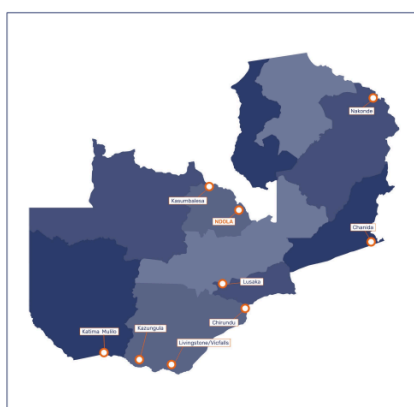 Nakonde
Kasumbalesa
NDOLA
Chanida
Lusaka
Chirundu
Kazungula
Katima Mulilo
Livingstone/Vicfalls